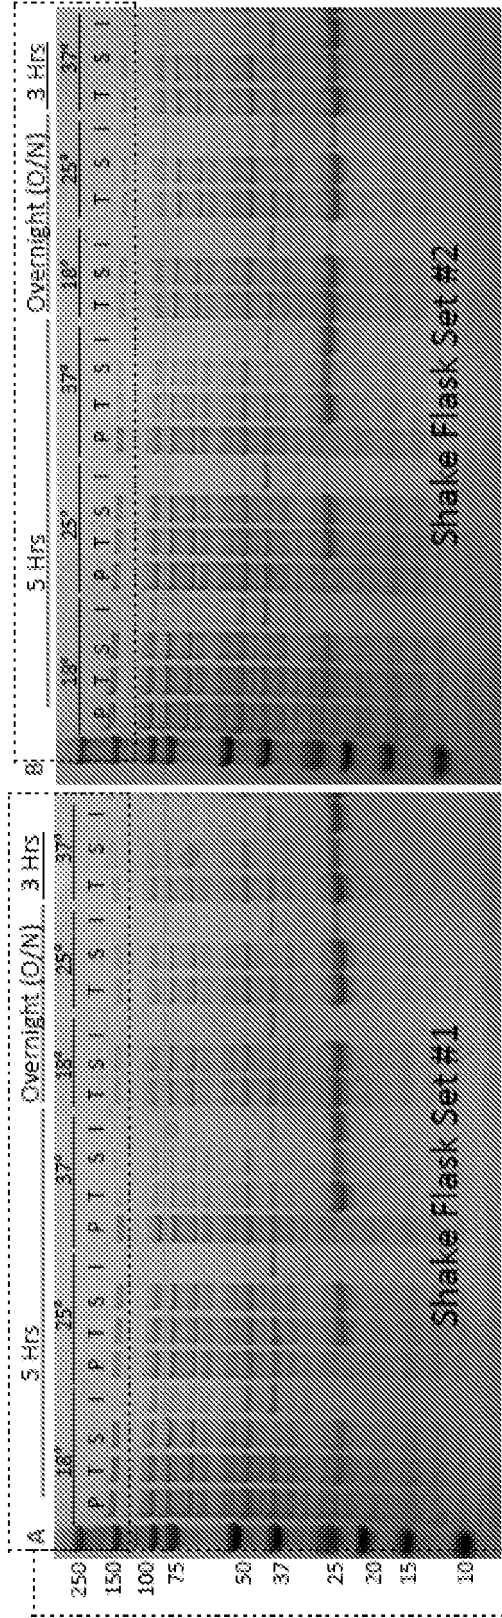 A 5 Hrs Overnight (O/N) 3 Hrs
18° 25° 37° 18° 25° 37°
P T S I P T S I P T S I T S I T S I T S I
250
150
100
75
50
37
25
20
15
10
Shake Flask Set #1
B 5 Hrs Overnight (O/N) 3 Hrs
18° 25° 37° 18° 25° 37°
P T S I P T S I P T S I T S I T S I T S I
Shake Flask Set #2